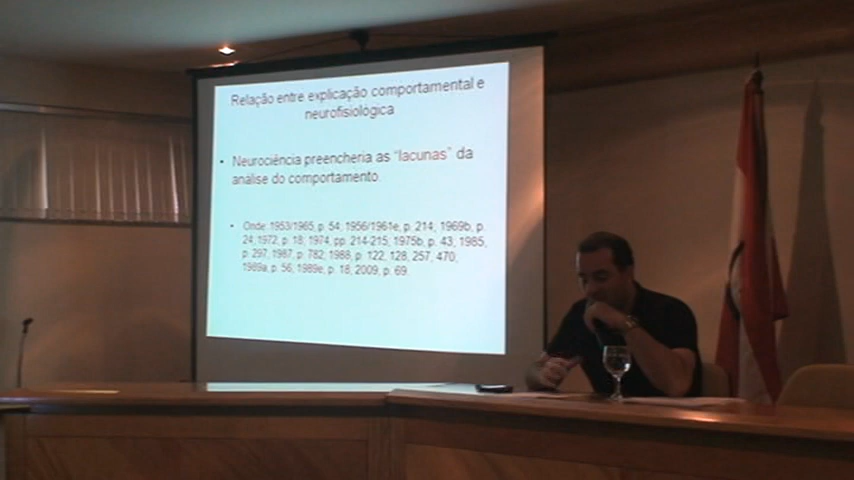 Relação entre explicação comportamental e
neurofisiológica
• Neurociência preencheria as "lacunas" da
análise do comportamento.
• Onde: 1953/1965, p. 54; 1956/1961e, p. 214; 1969b, p.
24; 1972, p. 18; 1974, pp. 214-215; 1975b, p. 43; 1985,
p. 297; 1987, p. 782; 1988, p. 122, 128, 257, 470;
1989a, p. 56; 1989e, p. 18; 2009, p. 69.